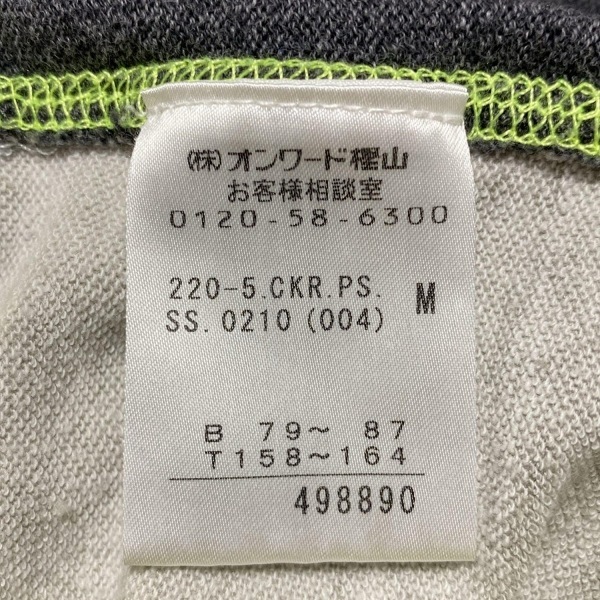 (株)オンワード樫山
お客様相談室
0120-58-6300
220-5.CKR.PS. M
SS.0210(004)
B 79～ 87
T158～164
498890